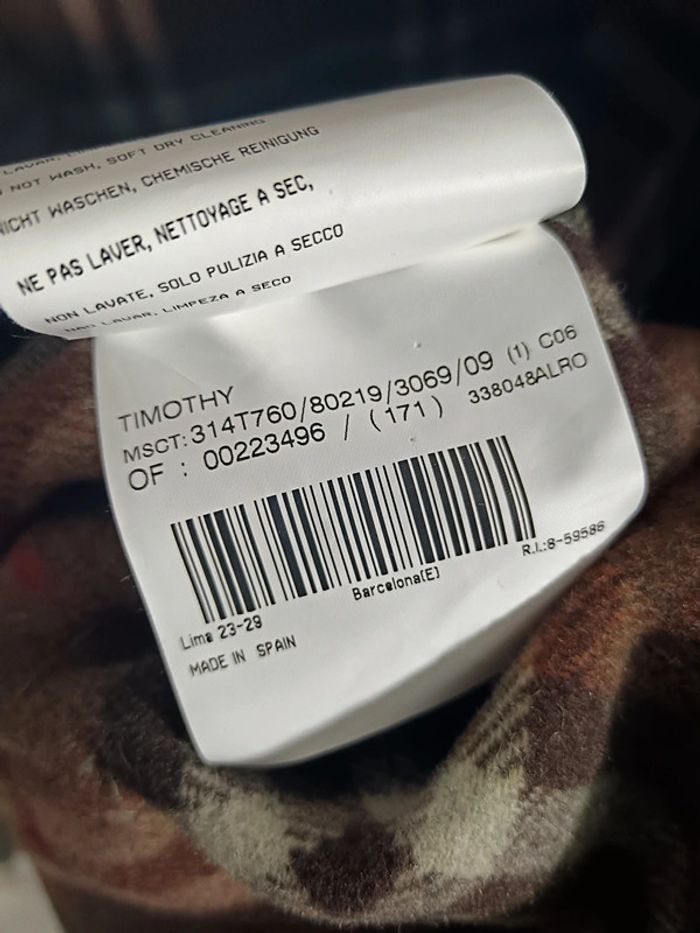 NOT WASH, SOFT DRY CLEANING
NICHT WASCHEN, CHEMISCHE REINIGUNG
NE PAS LAVER, NETTOYAGE A SEC,
NON LAVATE, SOLO PULIZIA A SECCO
NAO LAVAR, LIMPEZA A SECO
TIMOTHY
MSCT:314T760/80219/3069/09 (1) C06
OF : 00223496 / (171) 338048ALRO
Barcelona(E)
R.I.:8-59586
Lima 23-29
MADE IN SPAIN